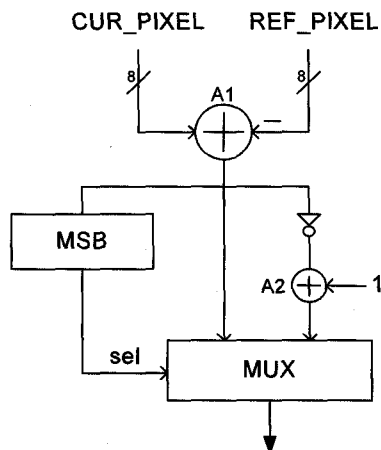 CUR_PIXEL REF_PIXEL
8 8
A1
−
MSB
A2 1
sel
MUX